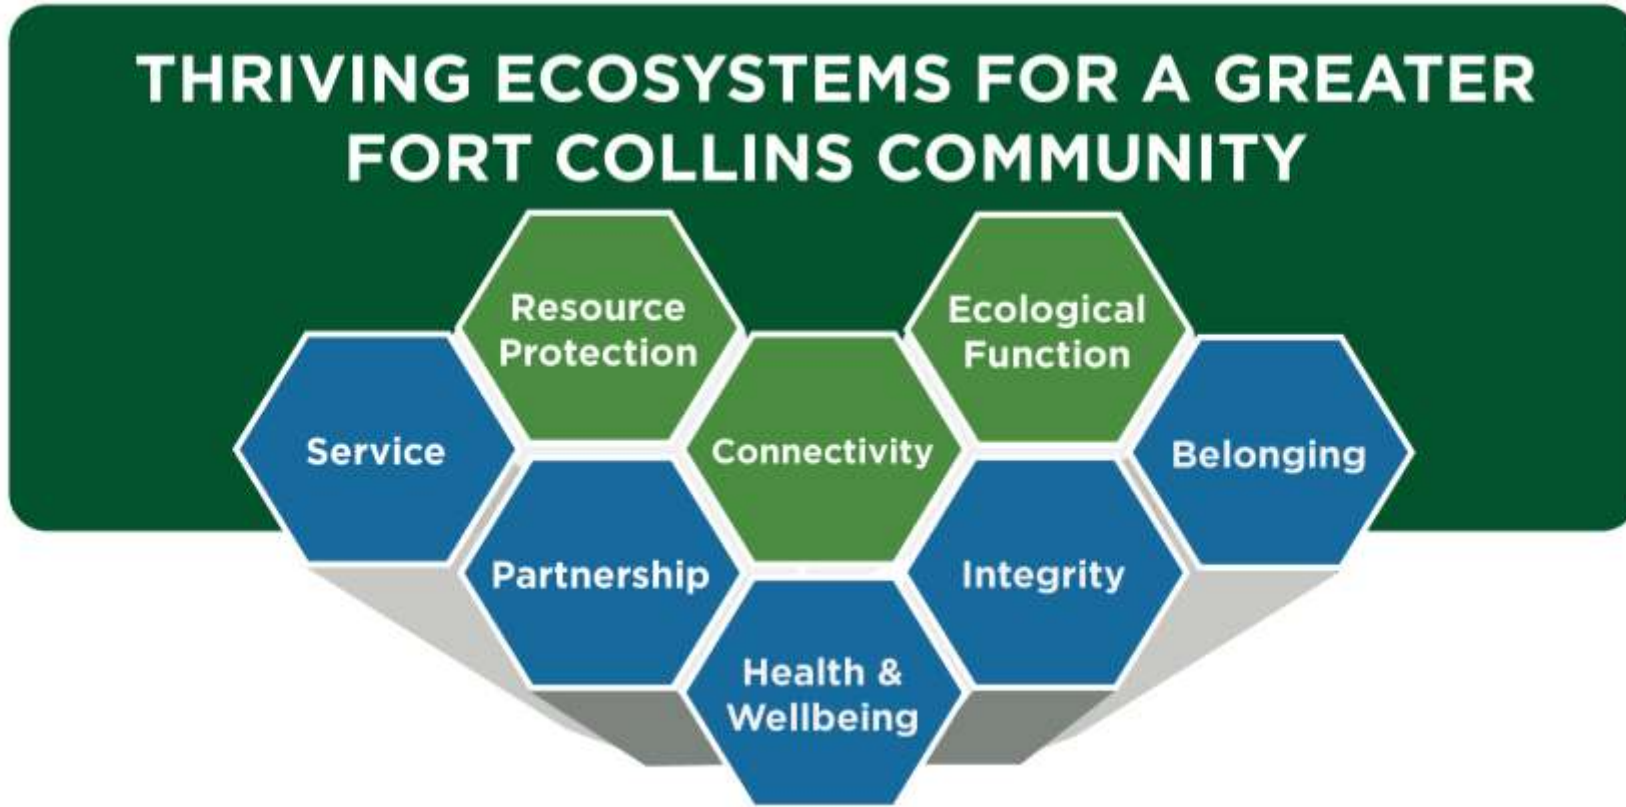 THRIVING ECOSYSTEMS FOR A GREATER
FORT COLLINS COMMUNITY
Resource
Protection
Ecological
Function
Service
Connectivity
Belonging
Partnership
Integrity
Health &
Wellbeing